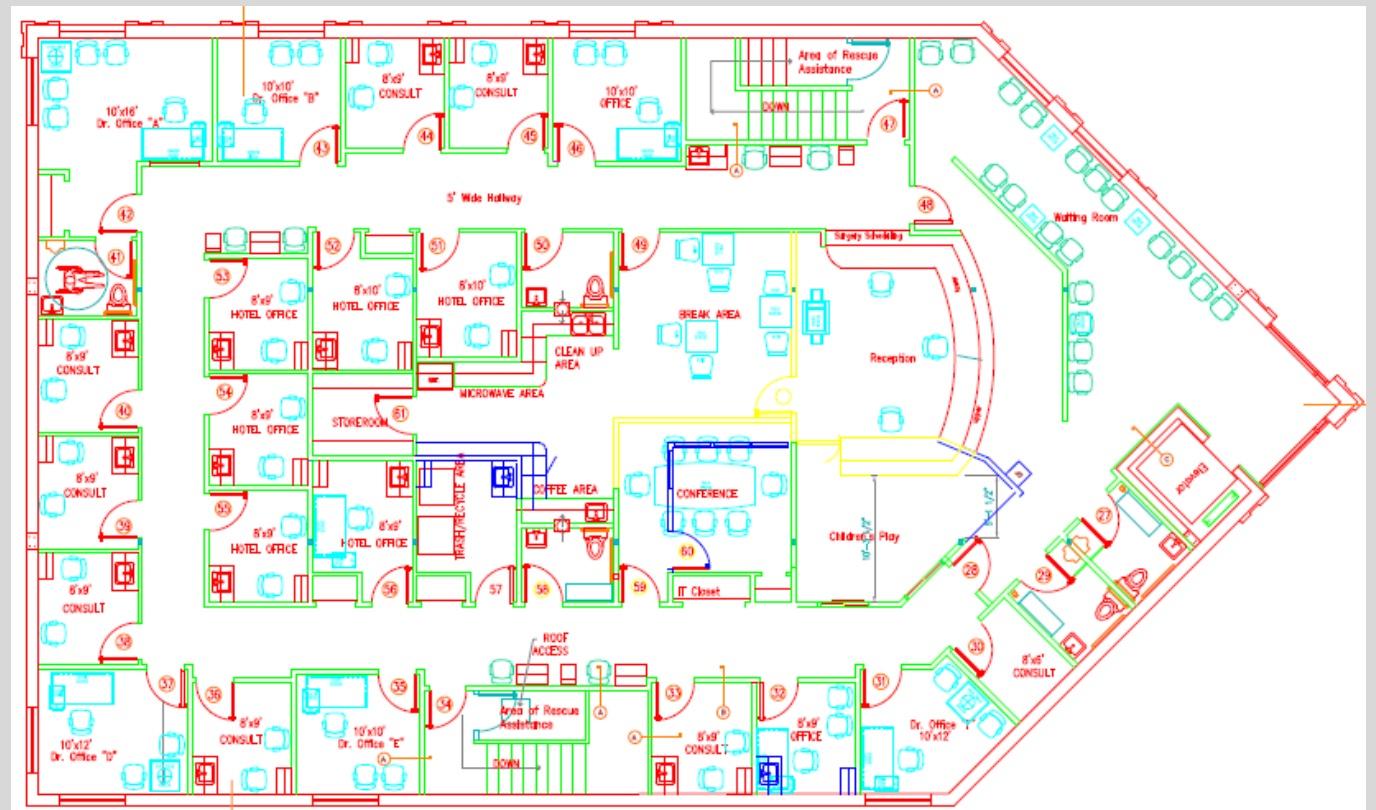 8'x9'
CONSULT
8'x9'
CONSULT
10'x10'
Dr. Office "B"
10'x16'
Dr. Office "A"
10'x10'
OFFICE
Area of Rescue
Assistance
DOWN
47
43
44
45
46
5' Wide Hallway
42
48
Waiting Room
Surgery Scheduling
41
52
51
50
49
53
8'x9'
HOTEL OFFICE
8'x10'
HOTEL OFFICE
8'x10'
HOTEL OFFICE
BREAK AREA
CLEAN UP
AREA
Reception
8'x9'
CONSULT
MICROWAVE AREA
54
40
8'x9'
HOTEL OFFICE
STOREROOM
61
8'x9'
CONSULT
TRASH/RECYCLE AREA
COFFEE AREA
CONFERENCE
Elevator
55
39
8'x9'
HOTEL OFFICE
8'x9'
HOTEL OFFICE
Children's Play
27
60
28
29
8'x9'
CONSULT
56
57
58
59
IT Closet
38
ROOF
ACCESS
30
8'x6'
CONSULT
37
36
35
34
33
32
31
Area of Rescue
Assistance
DOWN
10'x12'
Dr. Office "D"
8'x9'
CONSULT
10'x10'
Dr. Office "E"
8'x9'
CONSULT
8'x9'
OFFICE
Dr. Office
10'x12'
A
A
A
A
A
B
C